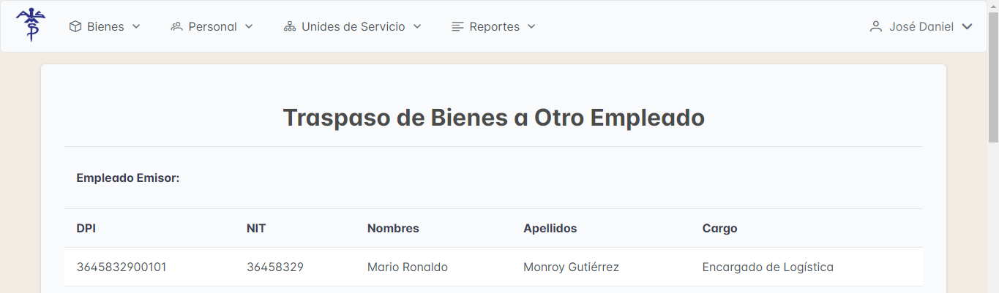 Bienes Personal Unides de Servicio Reportes José Daniel
Traspaso de Bienes a Otro Empleado
Empleado Emisor:
DPI NIT Nombres Apellidos Cargo
3645832900101 36458329 Mario Ronaldo Monroy Gutiérrez Encargado de Logística